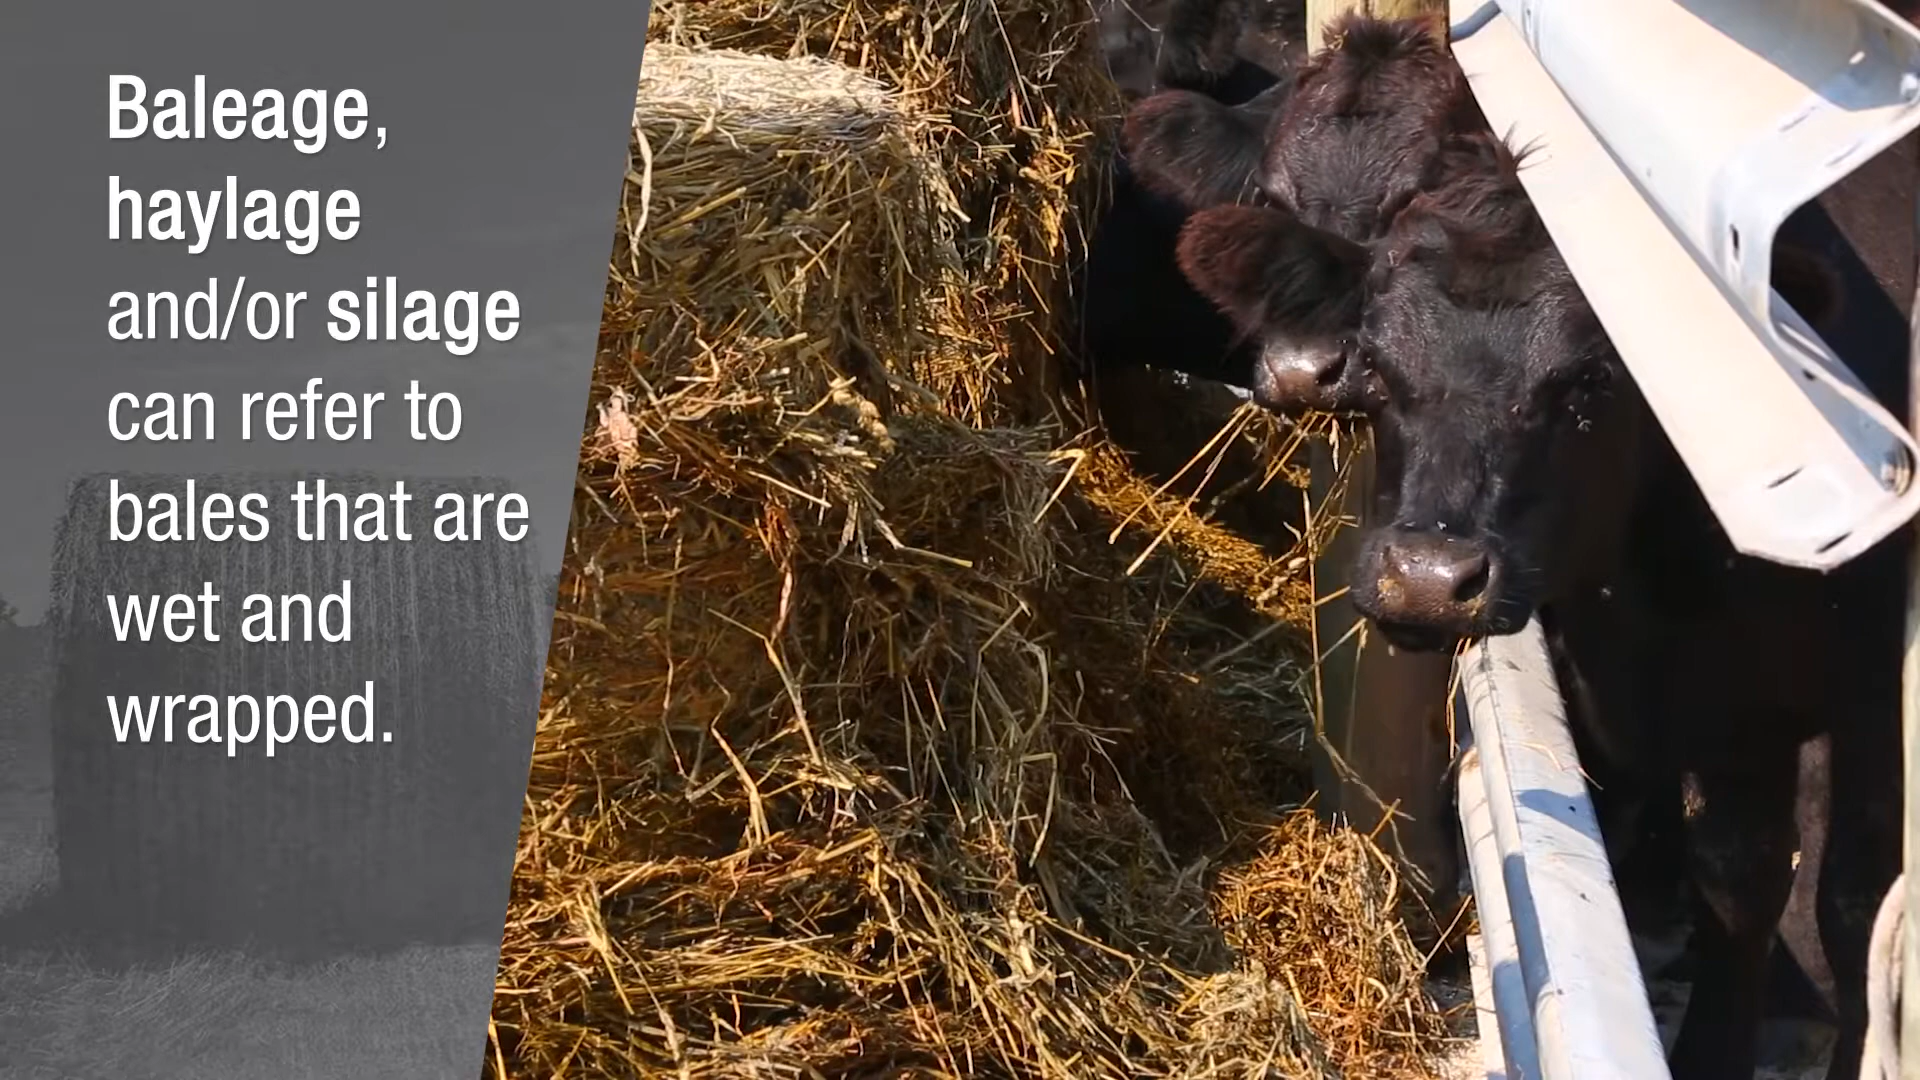 Baleage,
haylage
and/or silage
can refer to
bales that are
wet and
wrapped.